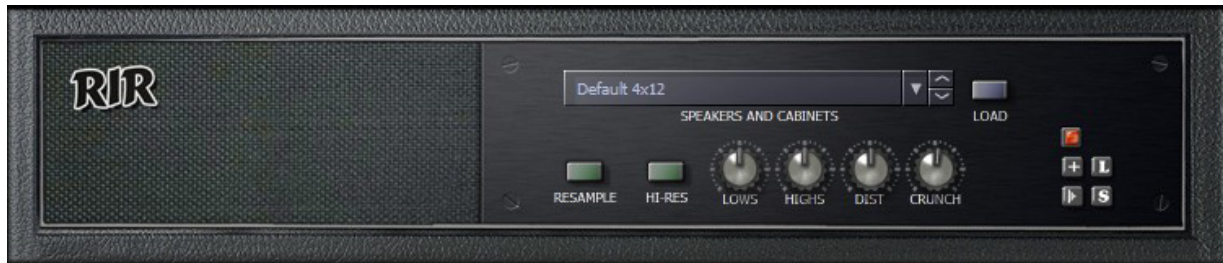 RIR
Default 4x12
SPEAKERS AND CABINETS
LOAD
RESAMPLE
HI-RES
LOWS
HIGHS
DIST
CRUNCH
L
S